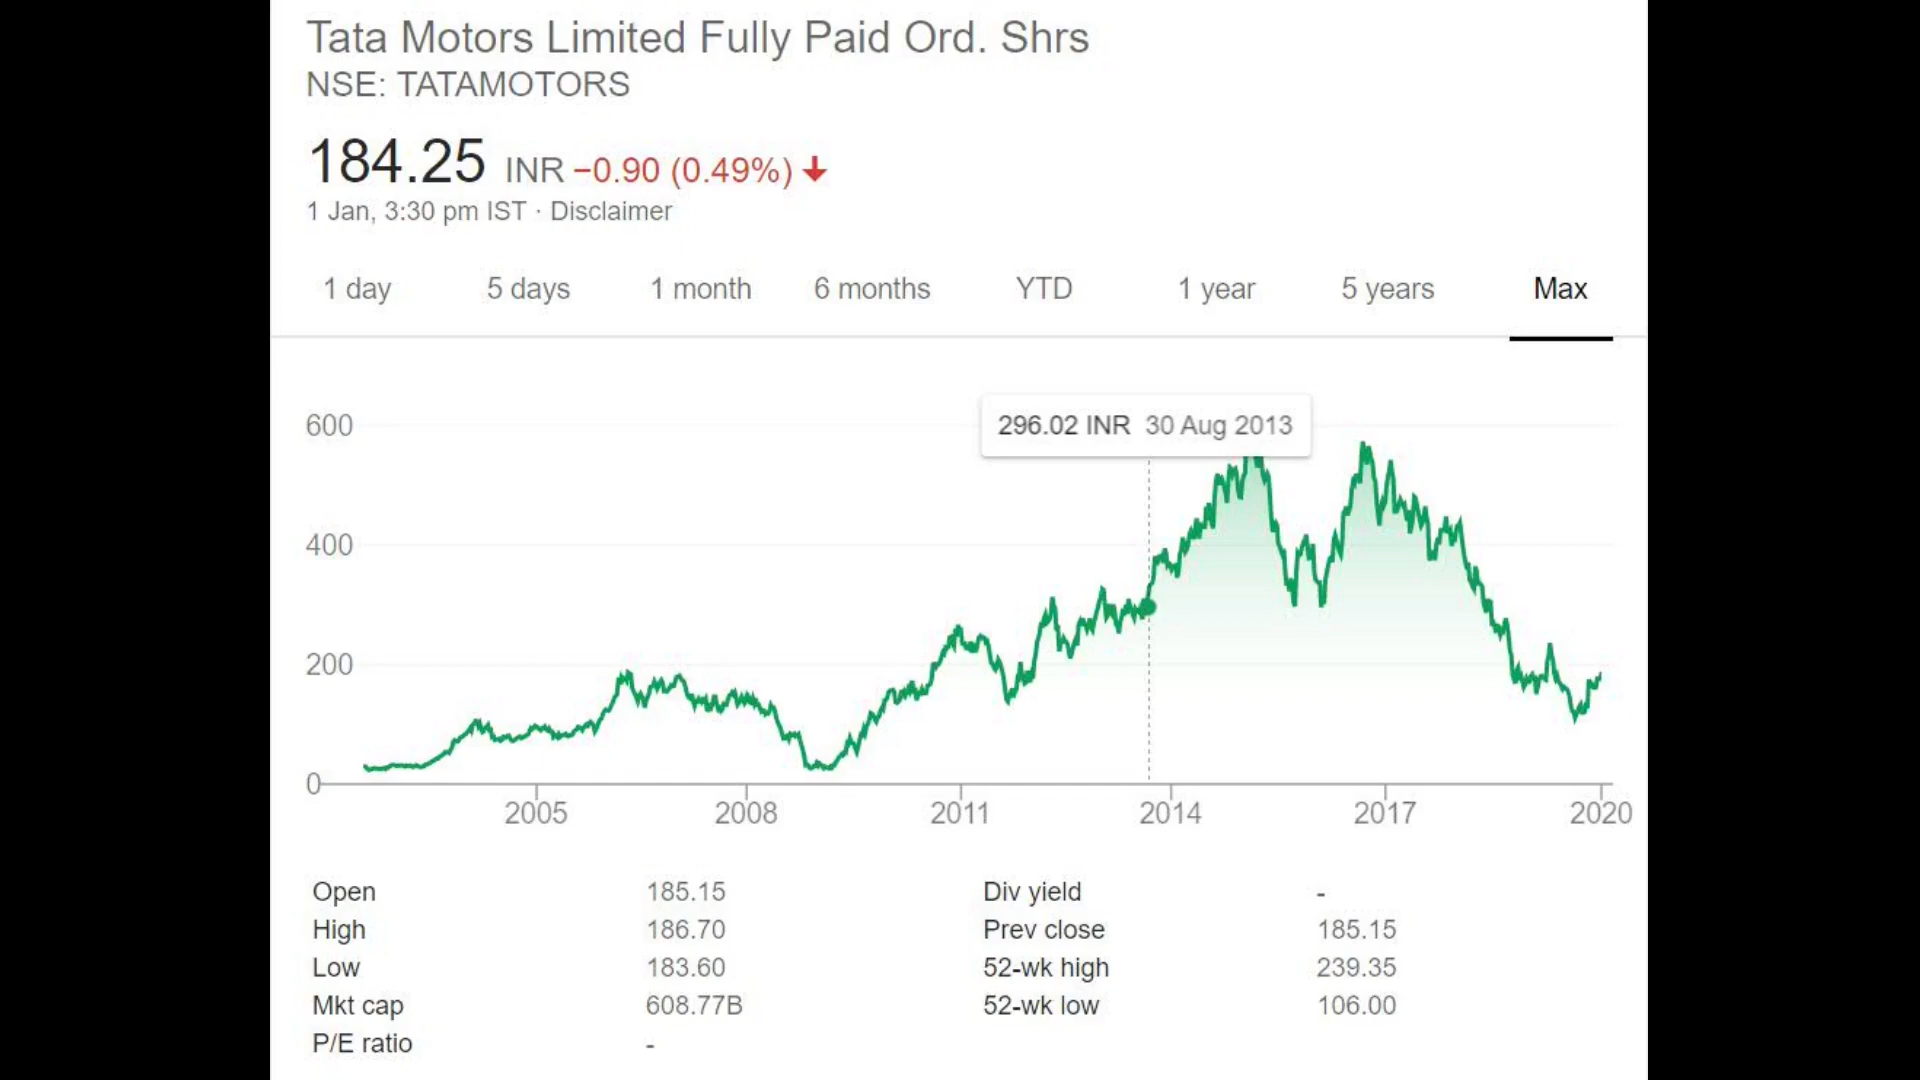 Tata Motors Limited Fully Paid Ord. Shrs
NSE: TATAMOTORS
184.25 INR −0.90 (0.49%)
1 Jan, 3:30 pm IST · Disclaimer
1 day 5 days 1 month 6 months YTD 1 year 5 years Max
296.02 INR 30 Aug 2013
600
400
200
0
2005 2008 2011 2014 2017 2020
Open 185.15 Div yield -
High 186.70 Prev close 185.15
Low 183.60 52-wk high 239.35
Mkt cap 608.77B 52-wk low 106.00
P/E ratio -